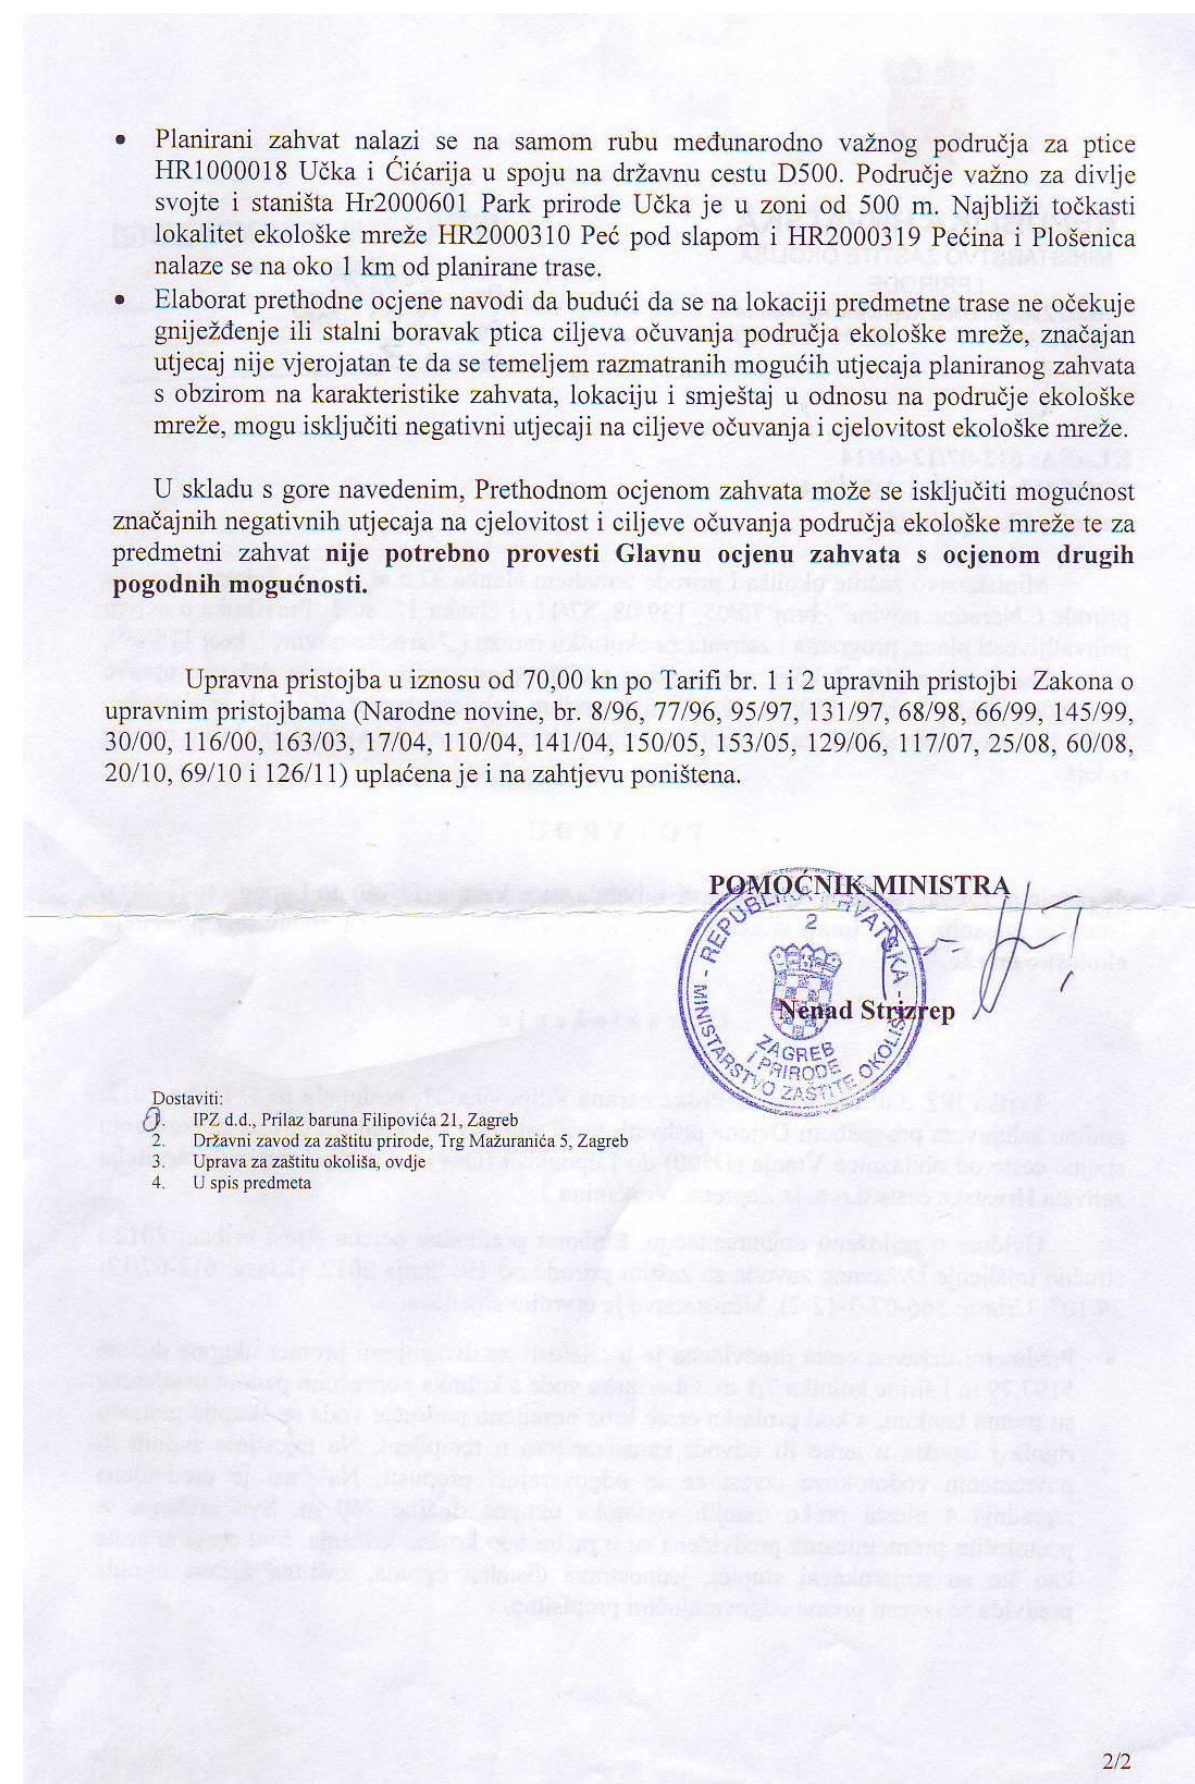 • Planirani zahvat nalazi se na samom rubu međunarodno važnog područja za ptice
HR1000018 Učka i Ćićarija u spoju na državnu cestu D500. Područje važno za divlje
svojte i staništa Hr2000601 Park prirode Učka je u zoni od 500 m. Najbliži točkasti
lokalitet ekološke mreže HR2000310 Peć pod slapom i HR2000319 Pećina i Plošenica
nalaze se na oko 1 km od planirane trase.
• Elaborat prethodne ocjene navodi da budući da se na lokaciji predmetne trase ne očekuje
gniježđenje ili stalni boravak ptica ciljeva očuvanja područja ekološke mreže, značajan
utjecaj nije vjerojatan te da se temeljem razmatranih mogućih utjecaja planiranog zahvata
s obzirom na karakteristike zahvata, lokaciju i smještaj u odnosu na područje ekološke
mreže, mogu isključiti negativni utjecaji na ciljeve očuvanja i cjelovitost ekološke mreže.
U skladu s gore navedenim, Prethodnom ocjenom zahvata može se isključiti mogućnost
značajnih negativnih utjecaja na cjelovitost i ciljeve očuvanja područja ekološke mreže te za
predmetni zahvat nije potrebno provesti Glavnu ocjenu zahvata s ocjenom drugih
pogodnih mogućnosti.
Upravna pristojba u iznosu od 70,00 kn po Tarifi br. 1 i 2 upravnih pristojbi Zakona o
upravnim pristojbama (Narodne novine, br. 8/96, 77/96, 95/97, 131/97, 68/98, 66/99, 145/99,
30/00, 116/00, 163/03, 17/04, 110/04, 141/04, 150/05, 153/05, 129/06, 117/07, 25/08, 60/08,
20/10, 69/10 i 126/11) uplaćena je i na zahtjevu poništena.
POMOĆNIK MINISTRA
- REPUBLIKA HRVATSKA -
2
Nenad Strizrep
ZAGREB
I PRIRODE
MINISTARSTVO ZAŠTITE OKOLIŠA
Dostaviti:
1. IPZ d.d., Prilaz baruna Filipovića 21, Zagreb
2. Državni zavod za zaštitu prirode, Trg Mažuranića 5, Zagreb
3. Uprava za zaštitu okoliša, ovdje
4. U spis predmeta
2/2